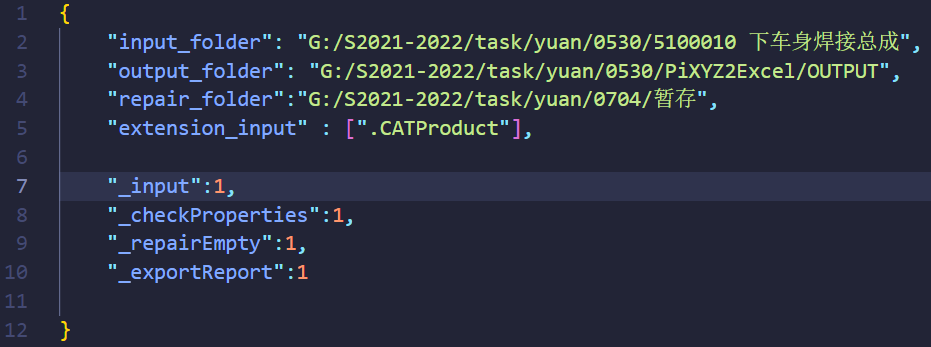 1 {
2 "input_folder": "G:/S2021-2022/task/yuan/0530/5100010 下车身焊接总成",
3 "output_folder": "G:/S2021-2022/task/yuan/0530/PiXYZ2Excel/OUTPUT",
4 "repair_folder":"G:/S2021-2022/task/yuan/0704/暂存",
5 "extension_input" : [".CATProduct"],
6
7 "_input":1,
8 "_checkProperties":1,
9 "_repairEmpty":1,
10 "_exportReport":1
11
12 }